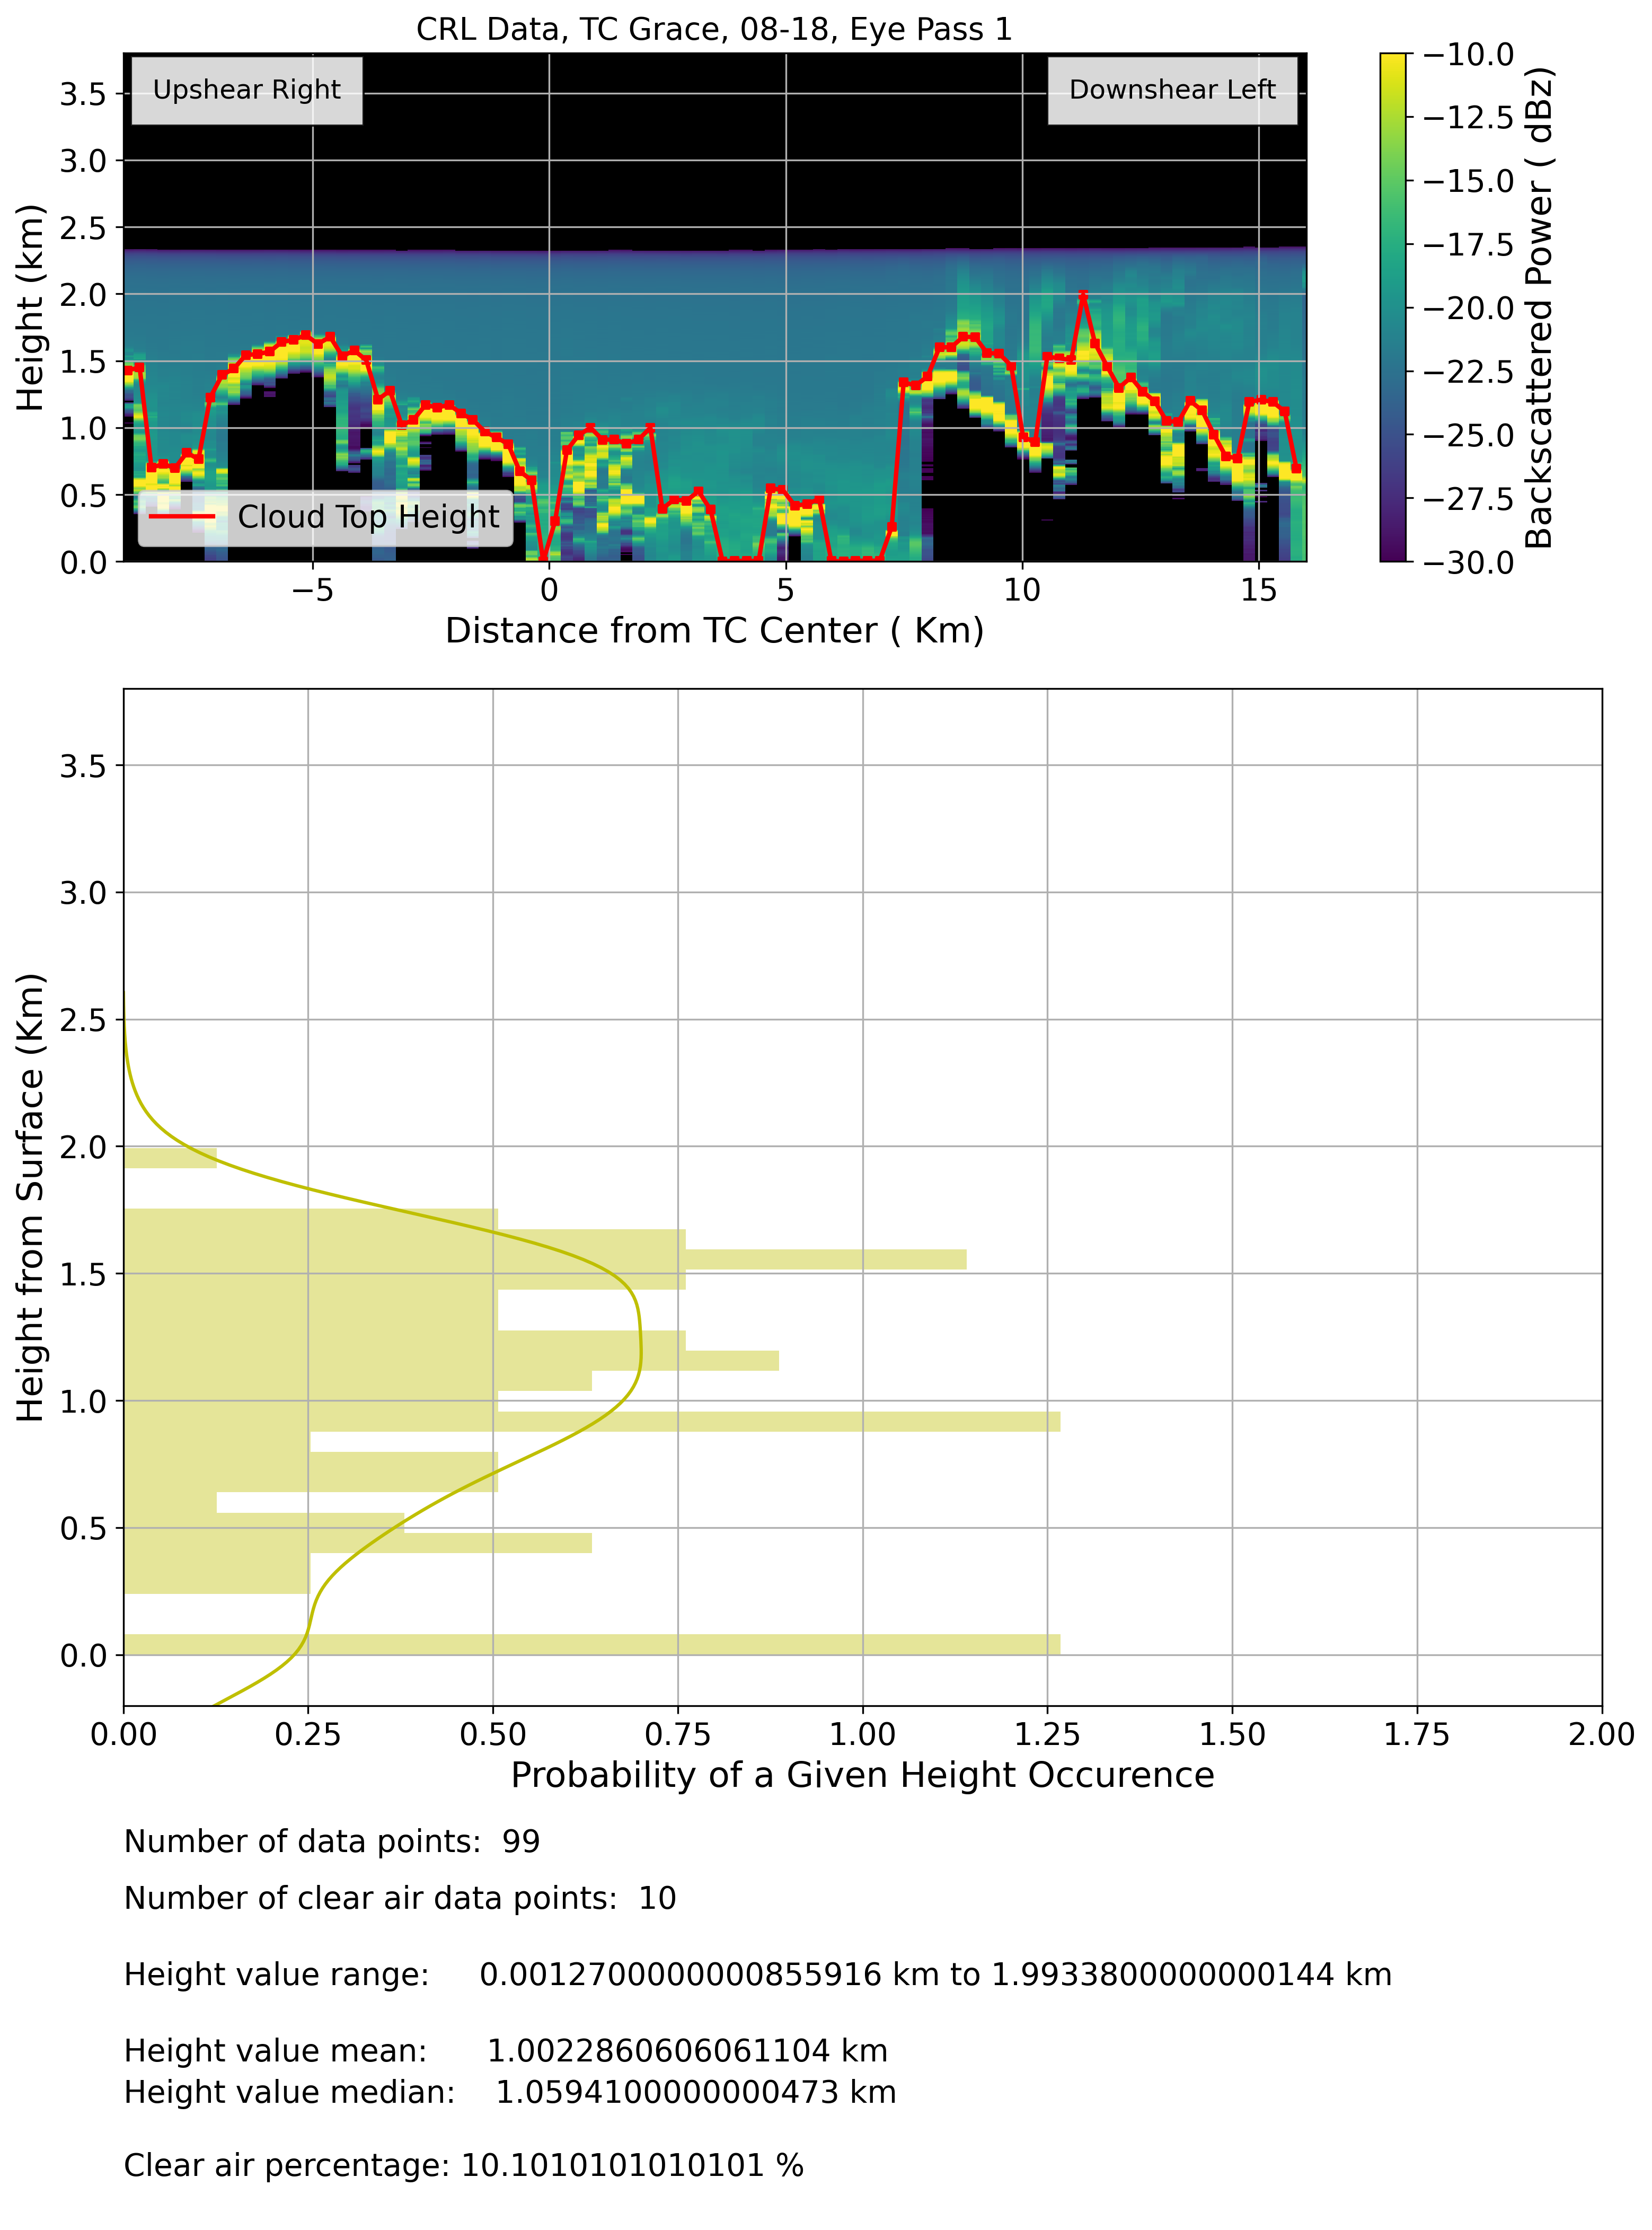 CRL Data, TC Grace, 08-18, Eye Pass 1
Upshear Right
Downshear Left
Height (km)
3.5
3.0
2.5
2.0
1.5
1.0
0.5
0.0
Cloud Top Height
−5
0
5
10
15
Distance from TC Center ( Km)
−10.0
−12.5
−15.0
−17.5
−20.0
−22.5
−25.0
−27.5
−30.0
Backscattered Power ( dBz)
Height from Surface (Km)
3.5
3.0
2.5
2.0
1.5
1.0
0.5
0.0
0.00
0.25
0.50
0.75
1.00
1.25
1.50
1.75
2.00
Probability of a Given Height Occurence
Number of data points: 99
Number of clear air data points: 10
Height value range: 0.0012700000000855916 km to 1.9933800000000144 km
Height value mean: 1.0022860606061104 km
Height value median: 1.0594100000000473 km
Clear air percentage: 10.1010101010101 %